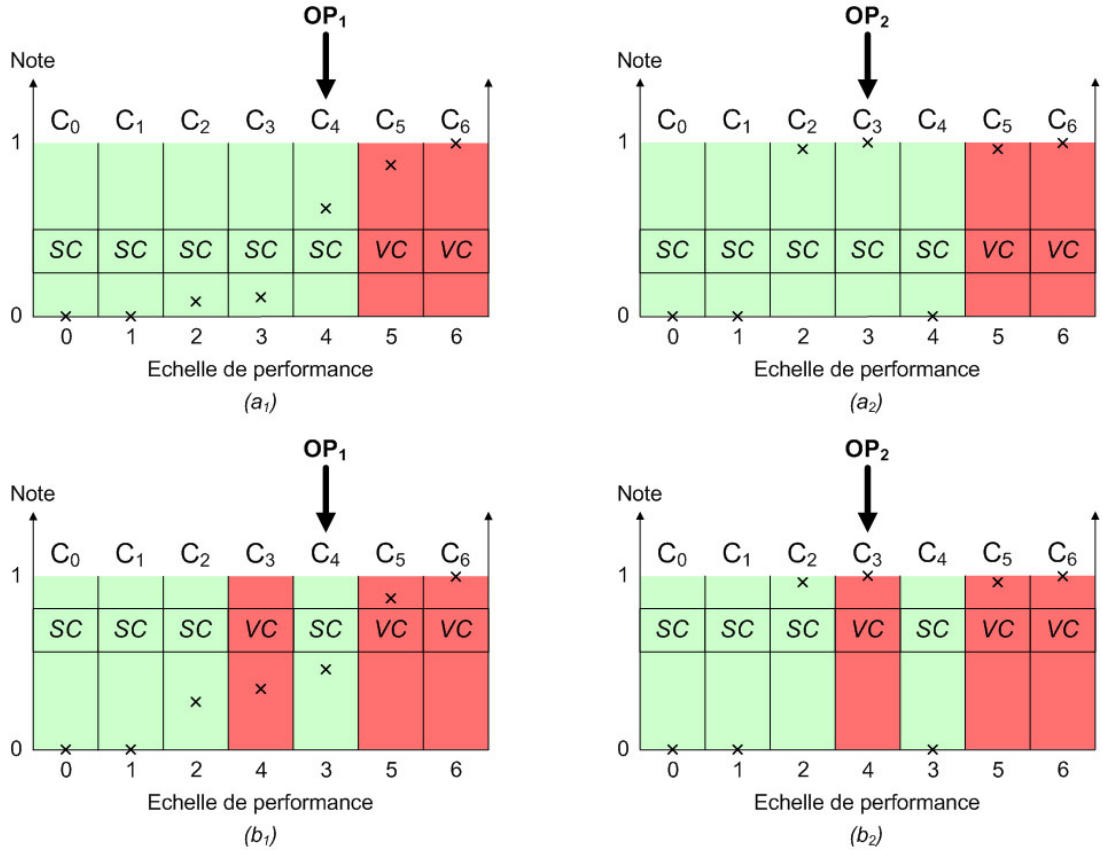 OP₁
Note
C₀ C₁ C₂ C₃ C₄ C₅ C₆
1
SC SC SC SC SC VC VC
0
0 1 2 3 4 5 6
Echelle de performance
(a₁)
OP₂
Note
C₀ C₁ C₂ C₃ C₄ C₅ C₆
1
SC SC SC SC SC VC VC
0
0 1 2 3 4 5 6
Echelle de performance
(a₂)
OP₁
Note
C₀ C₁ C₂ C₃ C₄ C₅ C₆
1
SC SC SC VC SC VC VC
0
0 1 2 4 3 5 6
Echelle de performance
(b₁)
OP₂
Note
C₀ C₁ C₂ C₃ C₄ C₅ C₆
1
SC SC SC VC SC VC VC
0
0 1 2 4 3 5 6
Echelle de performance
(b₂)